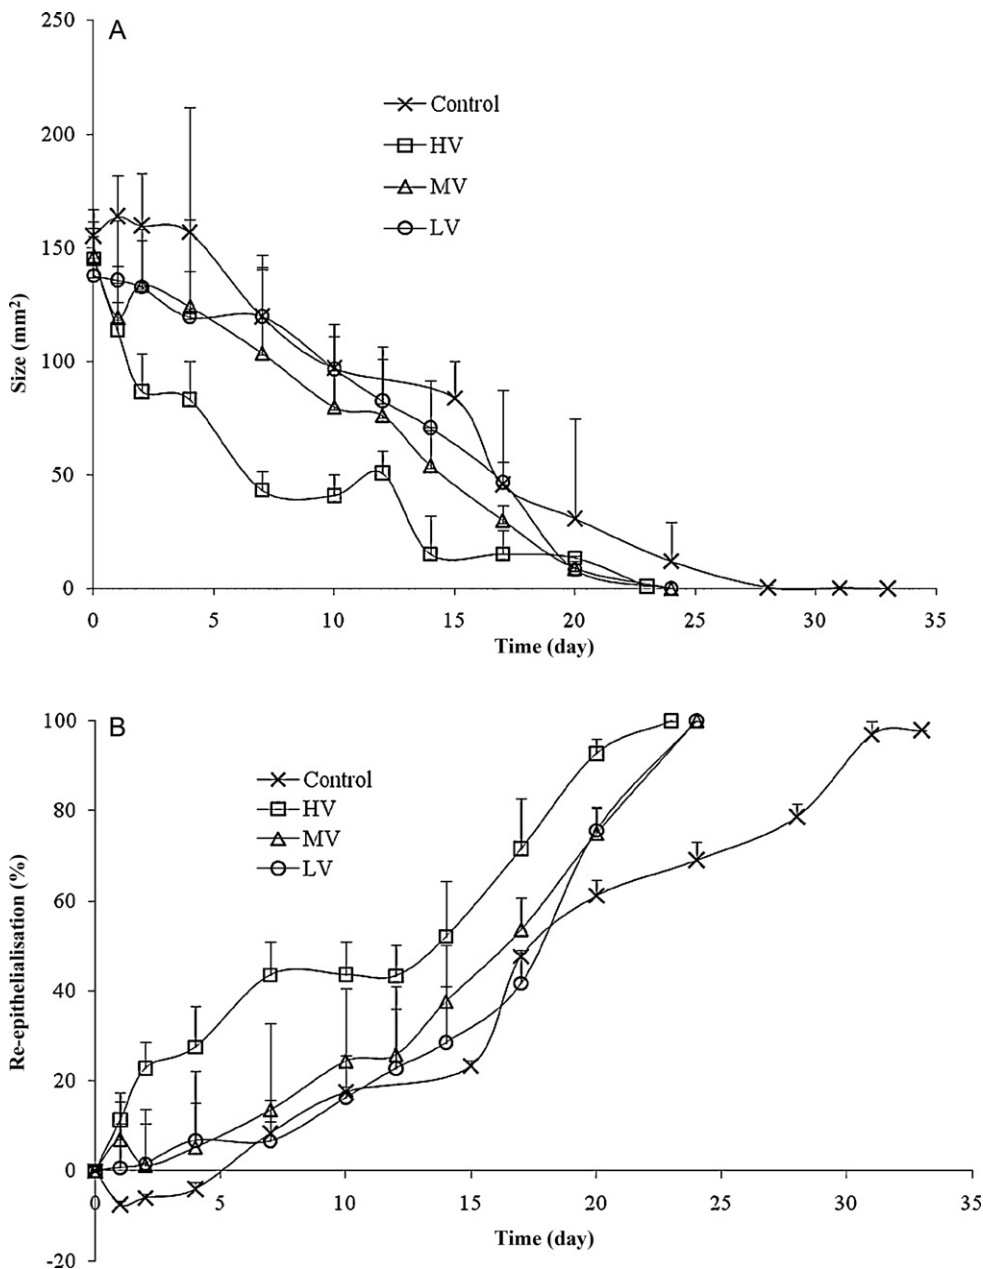 A
250
200
150
100
50
0
Size (mm²)
Control
HV
MV
LV
0 5 10 15 20 25 30 35
Time (day)
B
100
80
60
40
20
0
-20
Re-epithelialisation (%)
Control
HV
MV
LV
0 5 10 15 20 25 30 35
Time (day)